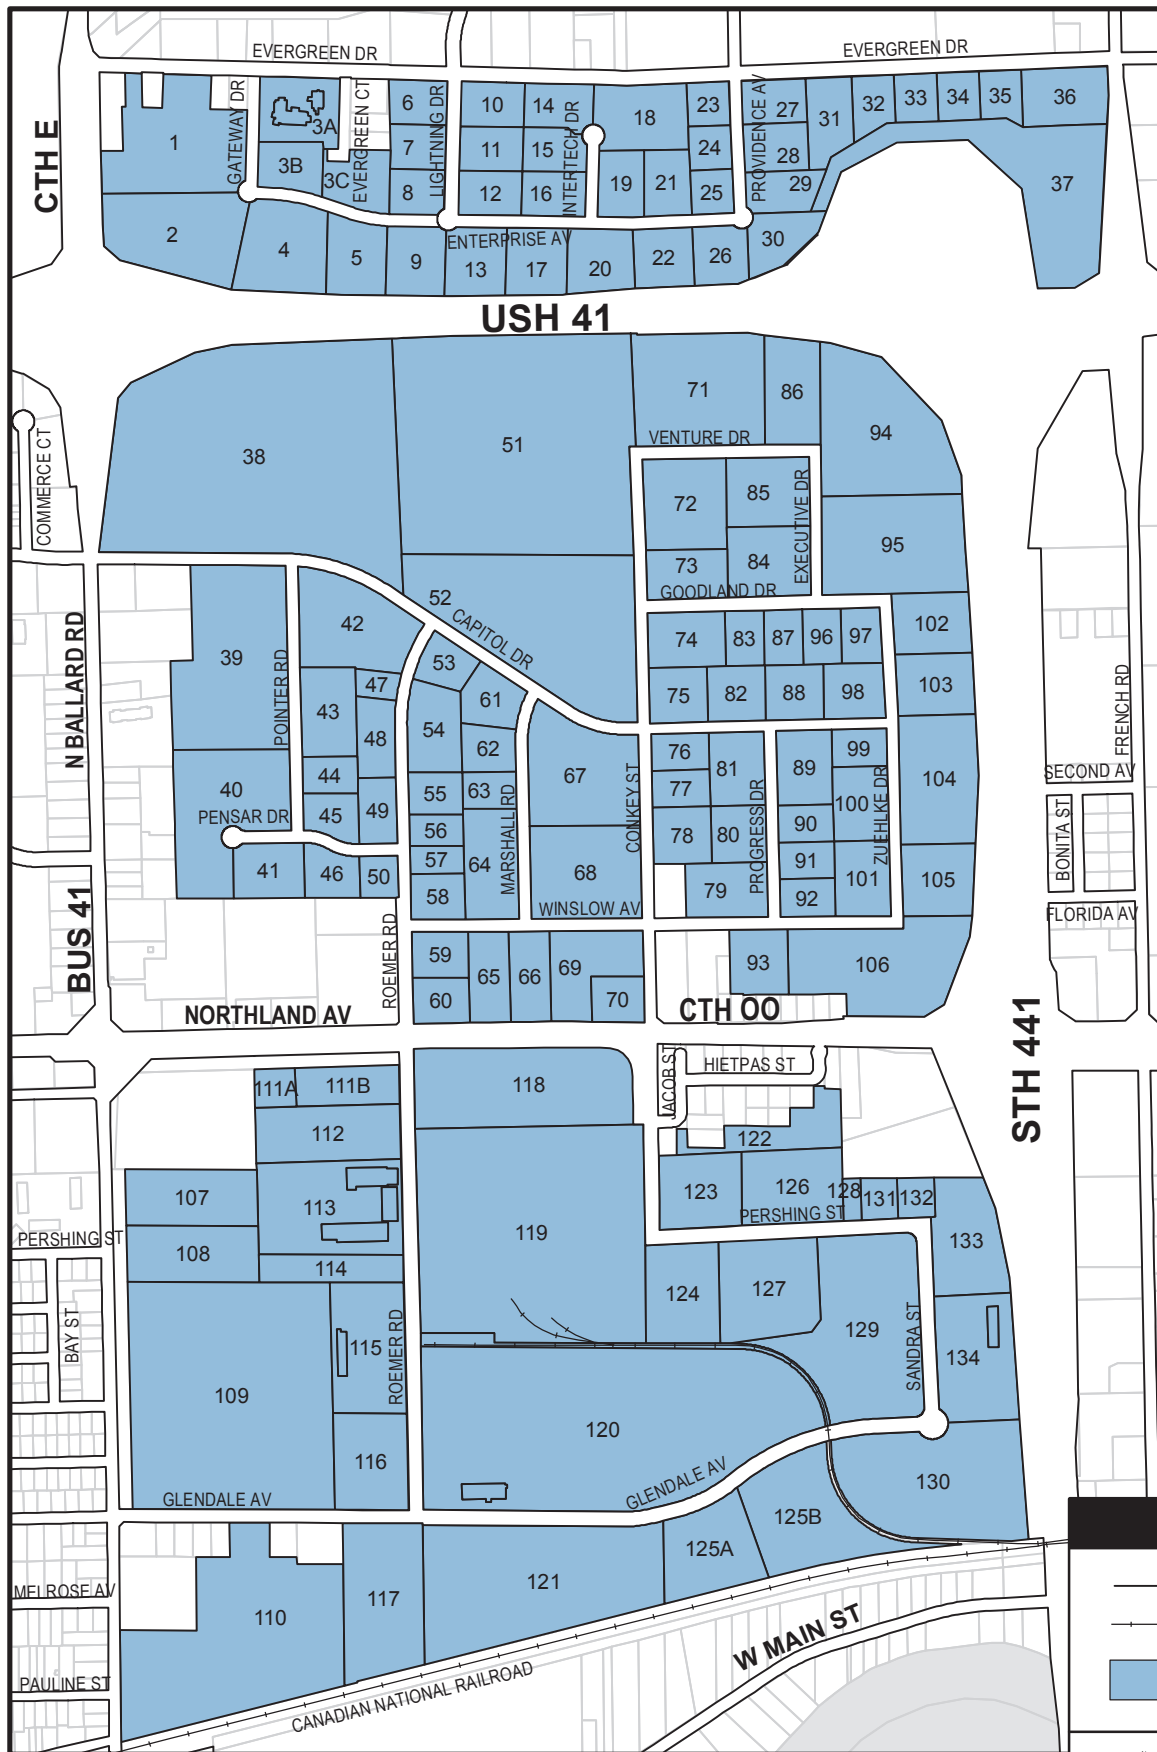 EVERGREEN DR
EVERGREEN DR
CTH E
GATEWAY DR
EVERGREEN CT
LIGHTNING DR
INTERTECH DR
PROVIDENCE AV
1
3A
3B
3C
6
7
8
10
14
11
15
12
16
18
19
21
23
24
25
27
28
29
31
32
33
34
35
36
37
2
4
5
9
ENTERPRISE AV
13
17
20
22
26
30
USH 41
COMMERCE CT
38
51
71
86
94
VENTURE DR
72
85
EXECUTIVE DR
95
73
84
GOODLAND DR
N BALLARD RD
39
POINTER RD
42
52
CAPITOL DR
74
83
87
96
97
102
53
47
61
43
48
54
62
75
82
88
98
103
FRENCH RD
67
76
81
89
99
104
SECOND AV
40
44
55
63
MARSHALL RD
77
CONKEY ST
PROGRESS DR
100
ZUEHLKE DR
PENSAR DR
45
49
56
78
80
90
BONITA ST
41
46
50
57
64
68
91
101
105
58
WINSLOW AV
79
92
FLORIDA AV
BUS 41
ROEMER RD
59
65
66
69
93
106
60
70
NORTHLAND AV
CTH OO
STH 441
118
JACOB ST
HIETPAS ST
111A
111B
112
122
107
113
119
123
126
128
131
132
PERSHING ST
PERSHING ST
108
114
124
127
133
BAY ST
115
ROEMER RD
129
SANDRA ST
134
109
120
116
GLENDALE AV
GLENDALE AV
130
125B
125A
MELROSE AV
110
117
121
W MAIN ST
PAULINE ST
CANADIAN NATIONAL RAILROAD